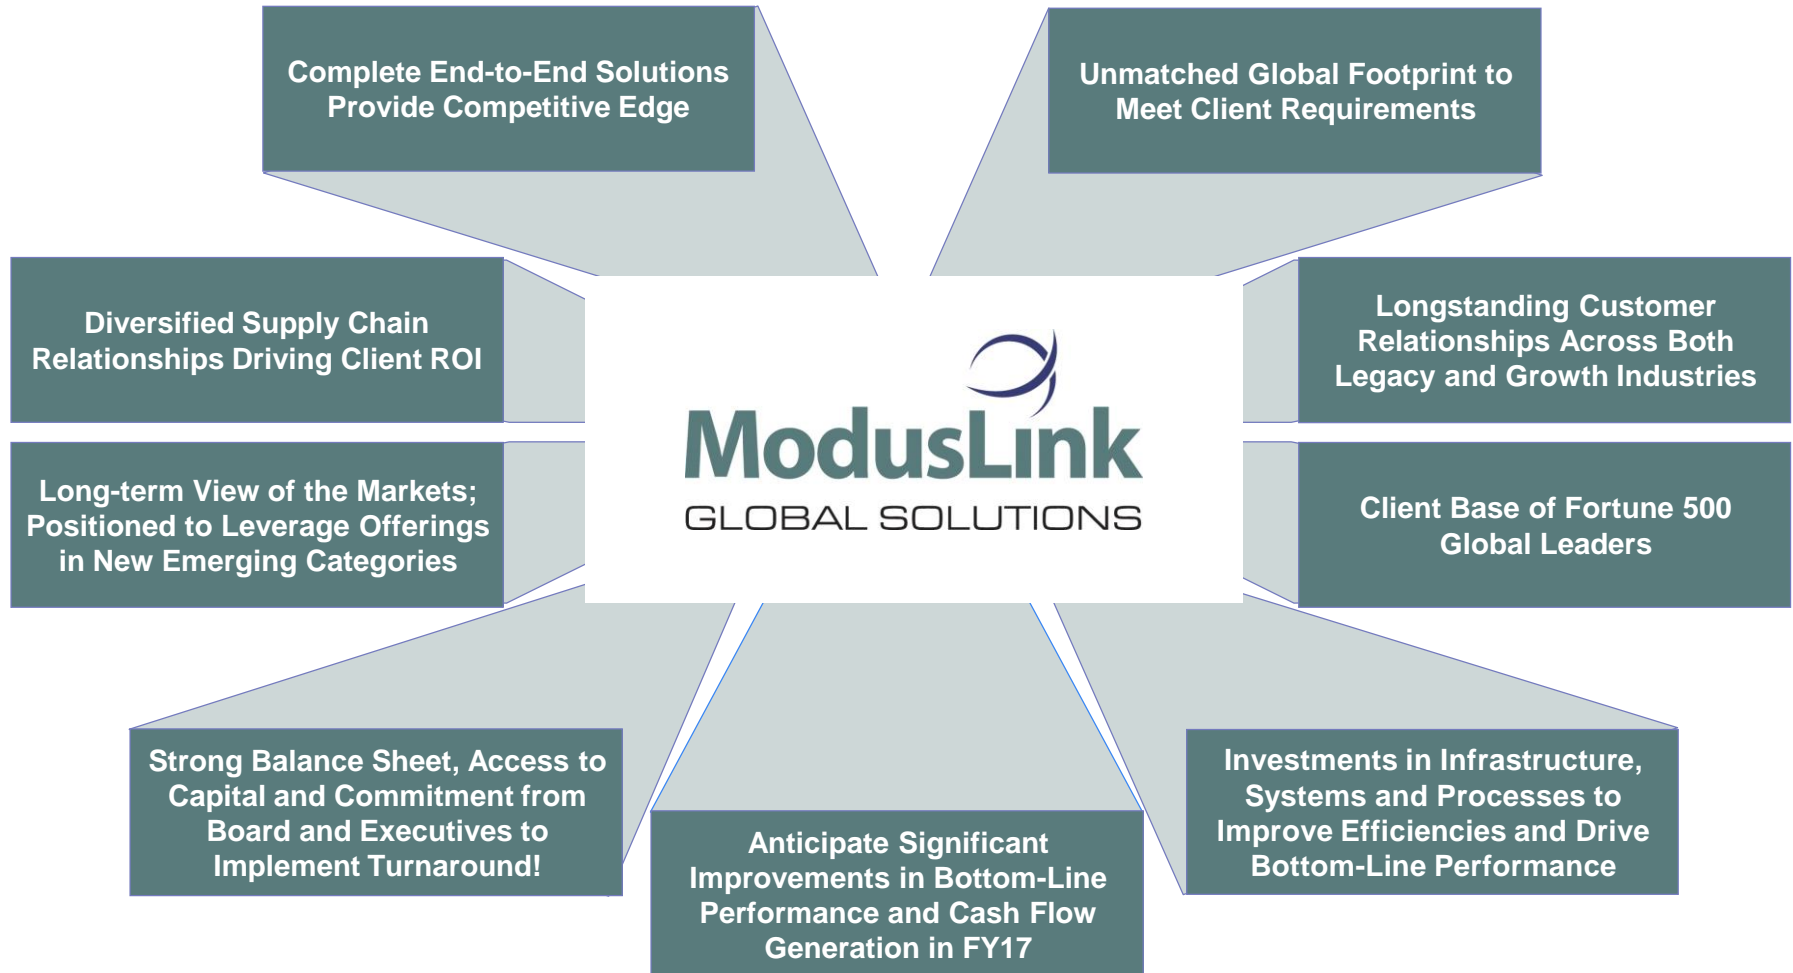 Complete End-to-End Solutions
Provide Competitive Edge
Unmatched Global Footprint to
Meet Client Requirements
Diversified Supply Chain
Relationships Driving Client ROI
Longstanding Customer
Relationships Across Both
Legacy and Growth Industries
ModusLink
GLOBAL SOLUTIONS
Long-term View of the Markets;
Positioned to Leverage Offerings
in New Emerging Categories
Client Base of Fortune 500
Global Leaders
Strong Balance Sheet, Access to
Capital and Commitment from
Board and Executives to
Implement Turnaround!
Anticipate Significant
Improvements in Bottom-Line
Performance and Cash Flow
Generation in FY17
Investments in Infrastructure,
Systems and Processes to
Improve Efficiencies and Drive
Bottom-Line Performance